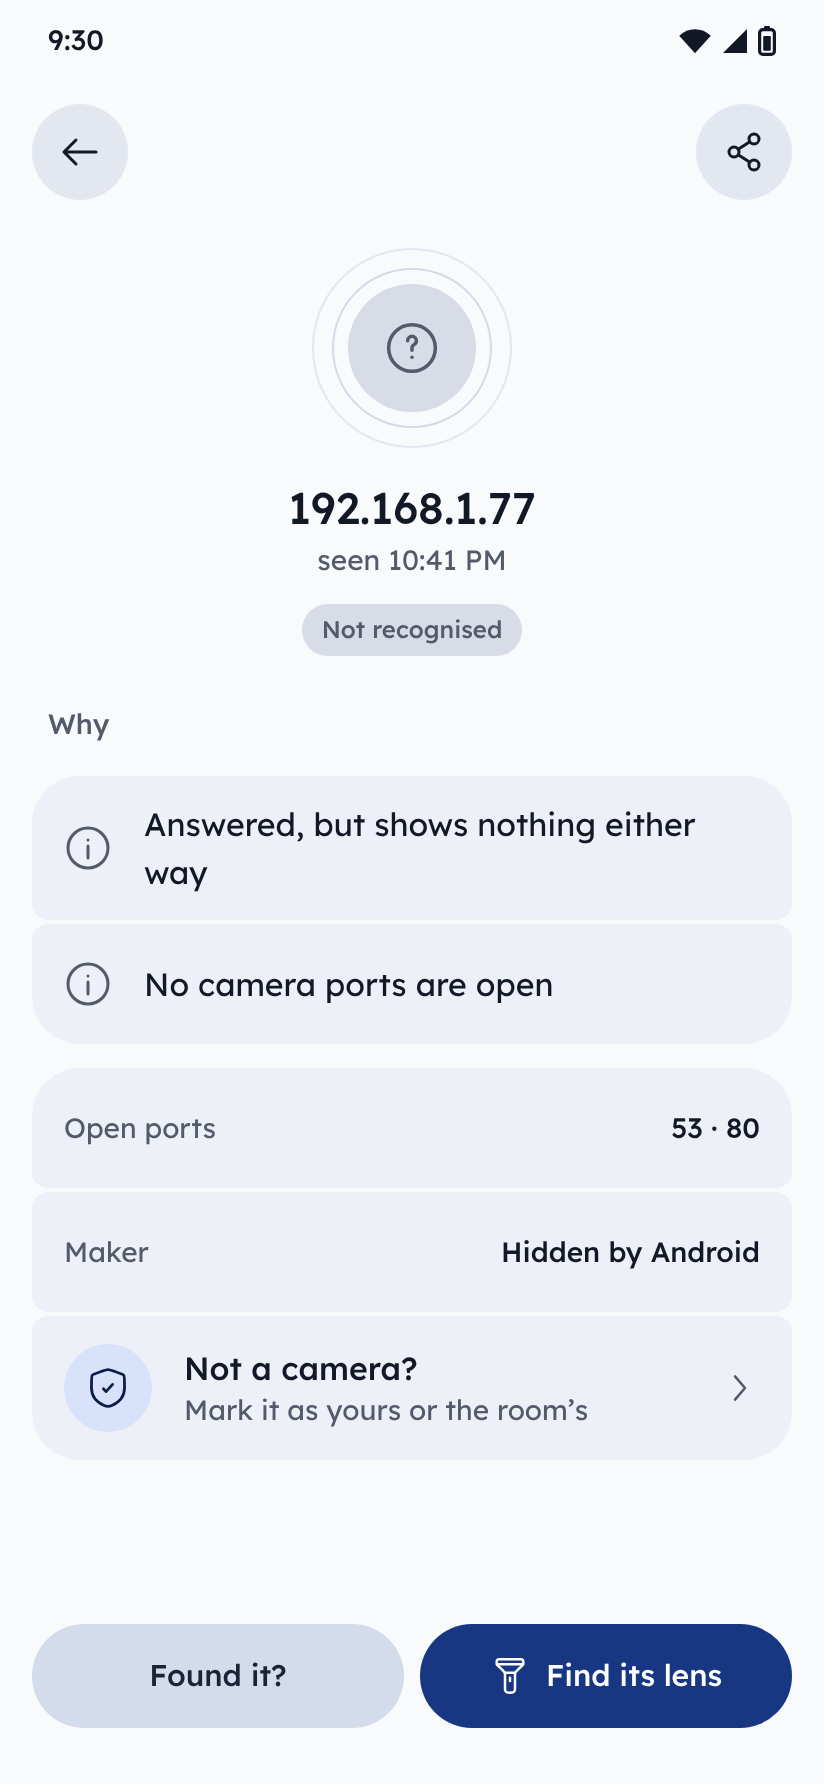 9:30
192.168.1.77
seen 10:41 PM
Not recognised
Why
Answered, but shows nothing either
way
No camera ports are open
Open ports 53 · 80
Maker Hidden by Android
Not a camera?
Mark it as yours or the room’s
Found it? Find its lens